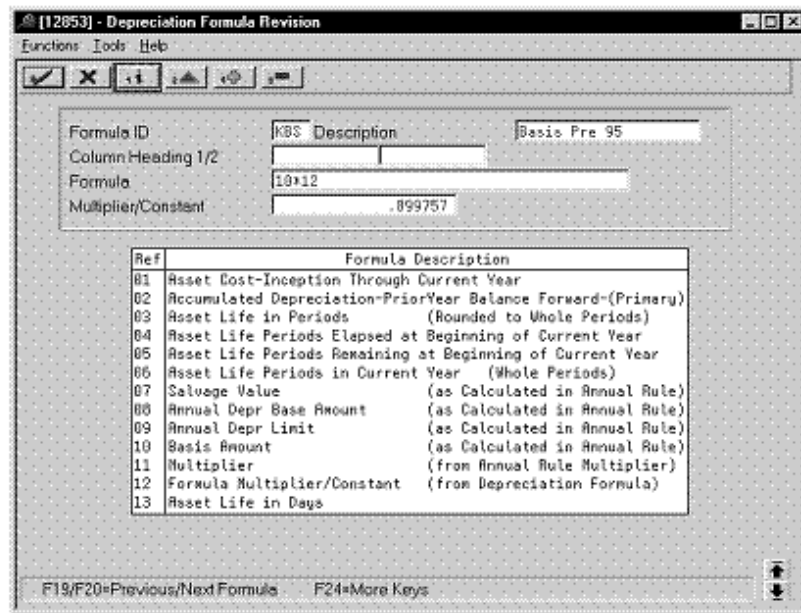 [12853] - Depreciation Formula Revision
Functions Tools Help
Formula ID KBS Description Basis Pre 95
Column Heading 1/2
Formula 10*12
Multiplier/Constant .899757
Ref Formula Description
01 Asset Cost-Inception Through Current Year
02 Accumulated Depreciation-PriorYear Balance Forward-(Primary)
03 Asset Life in Periods (Rounded to Whole Periods)
04 Asset Life Periods Elapsed at Beginning of Current Year
05 Asset Life Periods Remaining at Beginning of Current Year
06 Asset Life Periods in Current Year (Whole Periods)
07 Salvage Value (as Calculated in Annual Rule)
08 Annual Depr Base Amount (as Calculated in Annual Rule)
09 Annual Depr Limit (as Calculated in Annual Rule)
10 Basis Amount (as Calculated in Annual Rule)
11 Multiplier (from Annual Rule Multiplier)
12 Formula Multiplier/Constant (from Depreciation Formula)
13 Asset Life in Days
F19/F20=Previous/Next Formula F24=More Keys